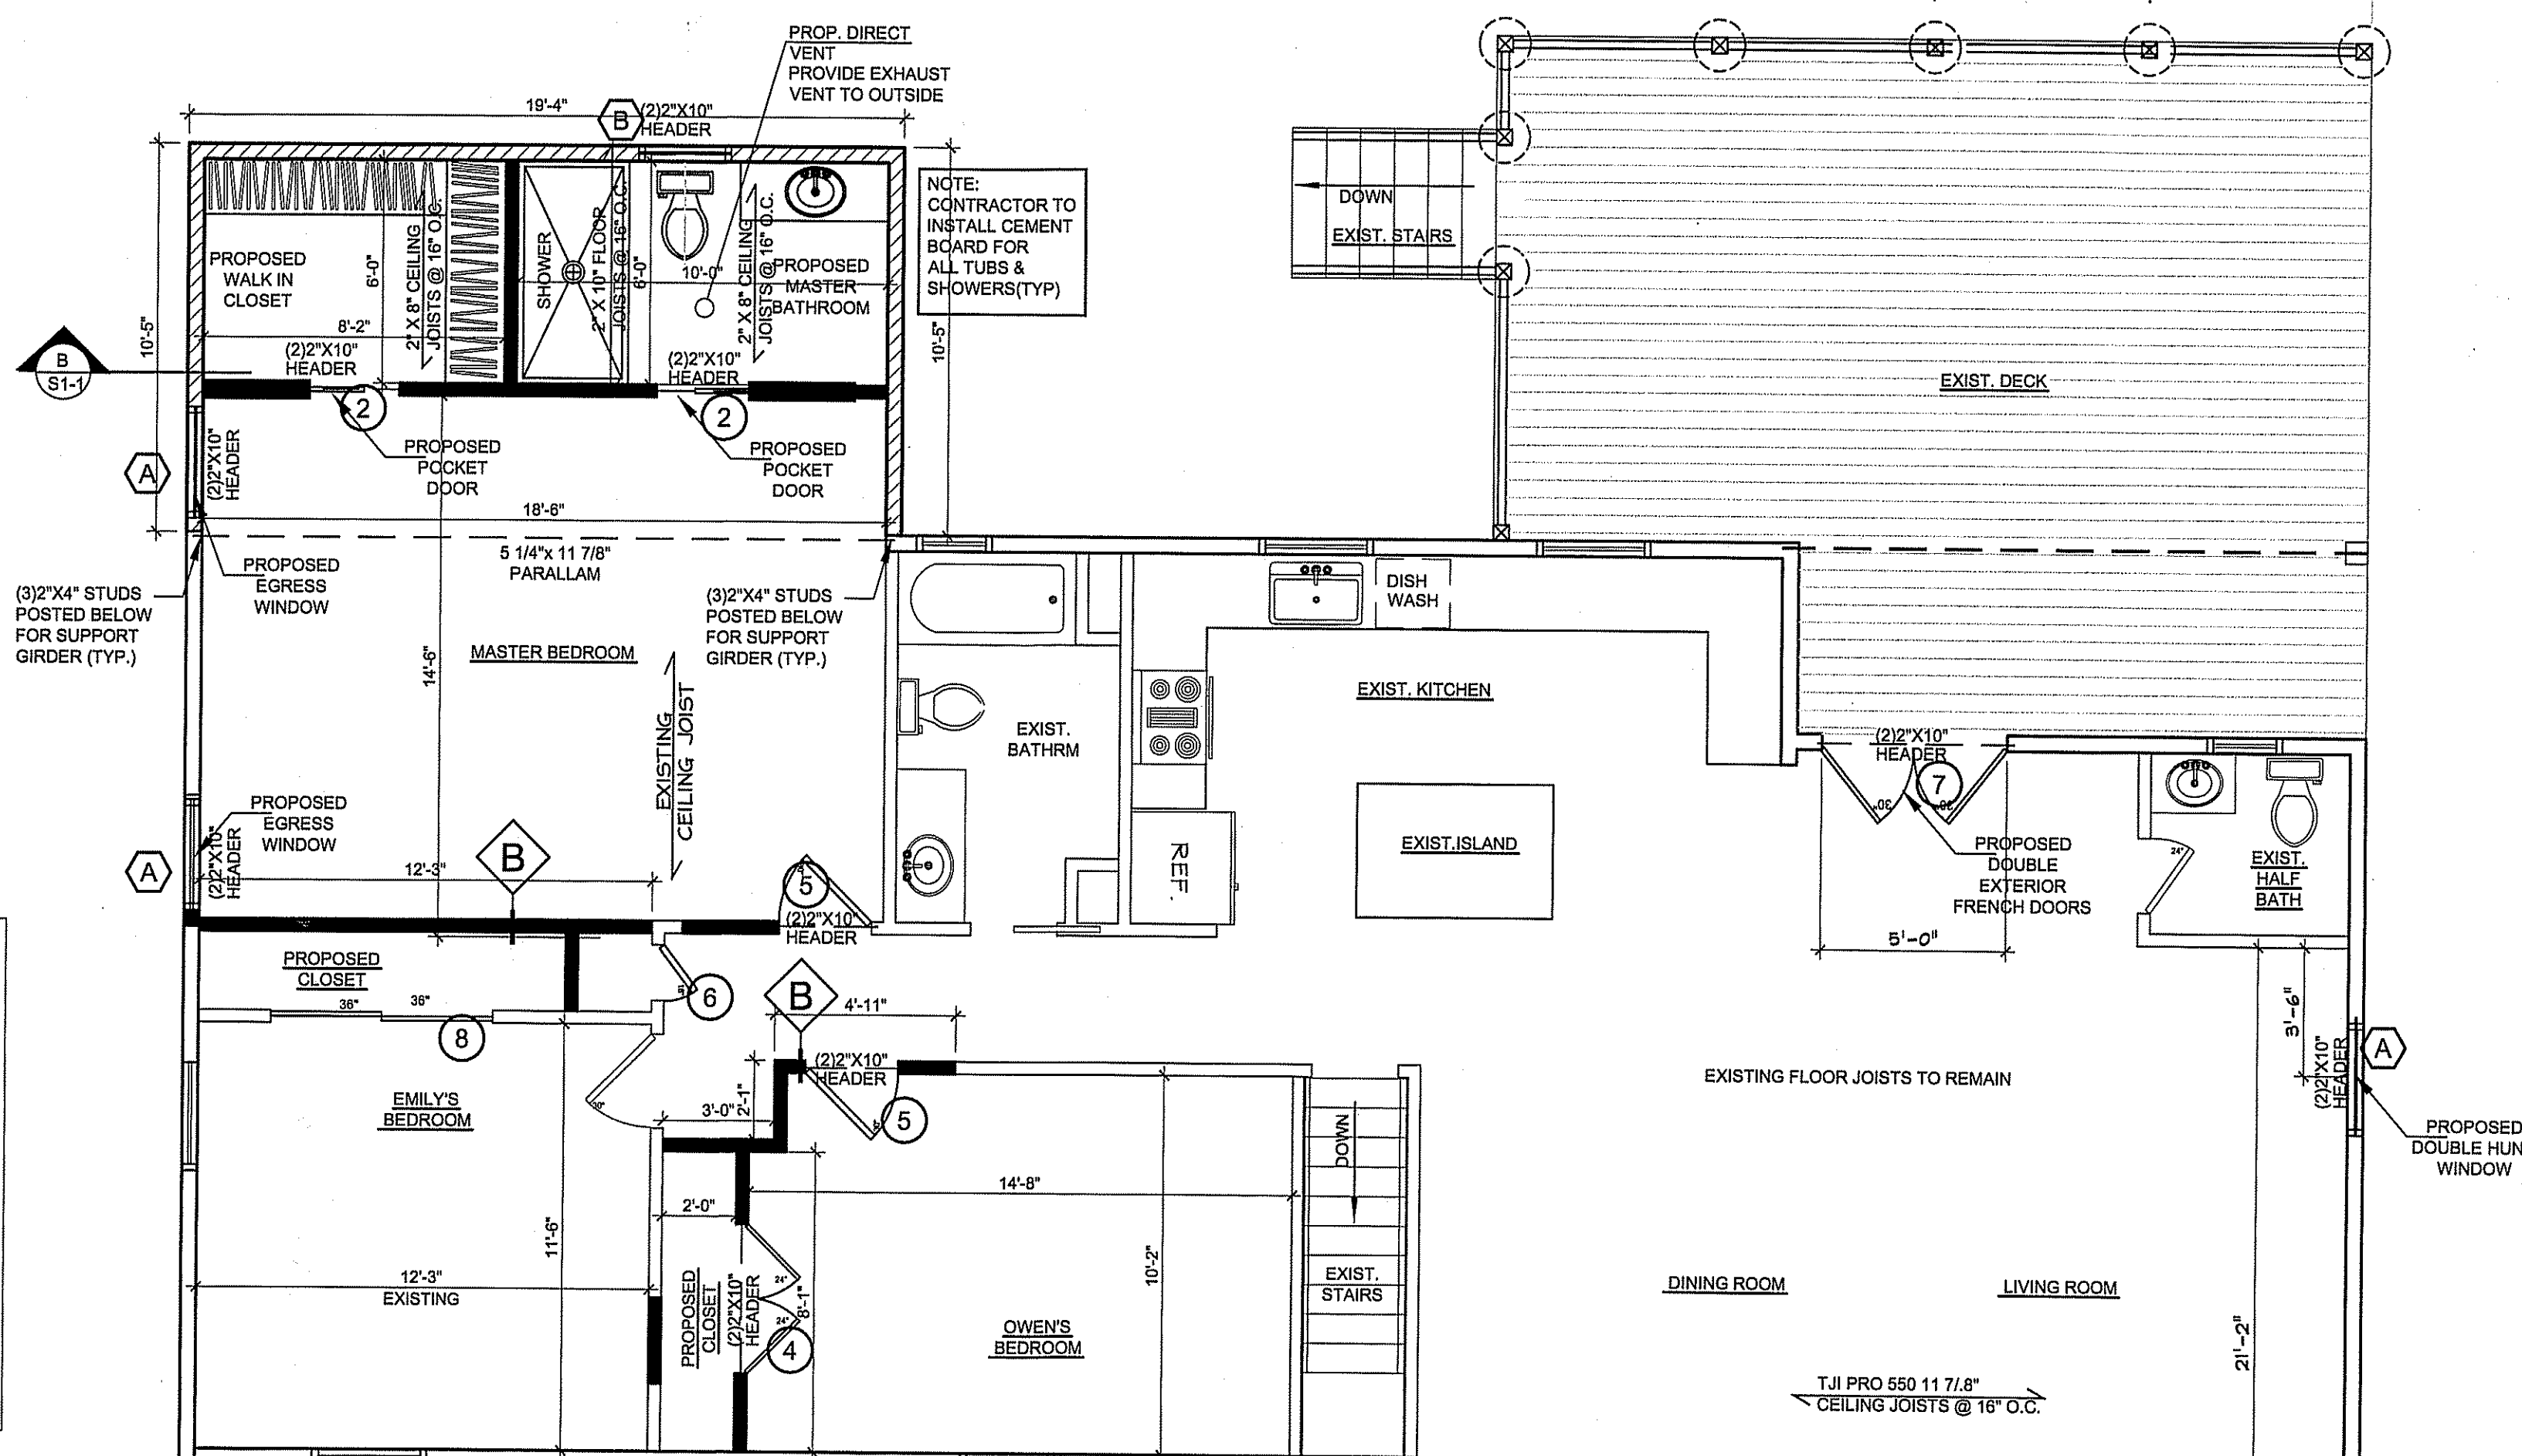 PROP. DIRECT
VENT
PROVIDE EXHAUST
VENT TO OUTSIDE
19'-4"
B
(2)2"X10"
HEADER
NOTE:
CONTRACTOR TO
INSTALL CEMENT
BOARD FOR
ALL TUBS &
SHOWERS(TYP)
DOWN
EXIST. STAIRS
EXIST. DECK
PROPOSED
WALK IN
CLOSET
6'-0"
8'-2"
2" X 8" CEILING
JOISTS @ 16" O.C.
SHOWER
2" X 10" FLOOR
JOISTS @ 16" O.C.
6'-0"
10'-0"
2" X 8" CEILING
JOISTS @ 16" O.C.
PROPOSED
MASTER
BATHROOM
10'-5"
10'-5"
B
S1-1
(2)2"X10"
HEADER
(2)2"X10"
HEADER
2
2
PROPOSED
POCKET
DOOR
PROPOSED
POCKET
DOOR
A
(2)2"X10"
HEADER
18'-6"
5 1/4"x 11 7/8"
PARALLAM
PROPOSED
EGRESS
WINDOW
(3)2"X4" STUDS
POSTED BELOW
FOR SUPPORT
GIRDER (TYP.)
(3)2"X4" STUDS
POSTED BELOW
FOR SUPPORT
GIRDER (TYP.)
DISH
WASH
MASTER BEDROOM
14'-6"
EXISTING
CEILING JOIST
EXIST. KITCHEN
EXIST.
BATHRM
REF.
EXIST.ISLAND
(2)2"X10"
HEADER
7
30"
30"
PROPOSED
DOUBLE
EXTERIOR
FRENCH DOORS
5'-0"
24"
EXIST.
HALF
BATH
PROPOSED
EGRESS
WINDOW
A
(2)2"X10"
HEADER
12'-3"
B
5
(2)2"X10"
HEADER
PROPOSED
CLOSET
36"
36"
8
6
B
4'-11"
(2)2"X10"
HEADER
5
3'-0"
2'-1"
30"
EMILY'S
BEDROOM
11'-6"
12'-3"
EXISTING
2'-0"
14'-8"
PROPOSED
CLOSET
(2)2"X10"
HEADER
24"
24"
8'-1"
4
OWEN'S
BEDROOM
10'-2"
DOWN
EXIST.
STAIRS
EXISTING FLOOR JOISTS TO REMAIN
3'-6"
(2)2"X10"
HEADER
A
PROPOSED
DOUBLE HUN
WINDOW
DINING ROOM
LIVING ROOM
21'-2"
TJI PRO 550 11 7/.8"
CEILING JOISTS @ 16" O.C.